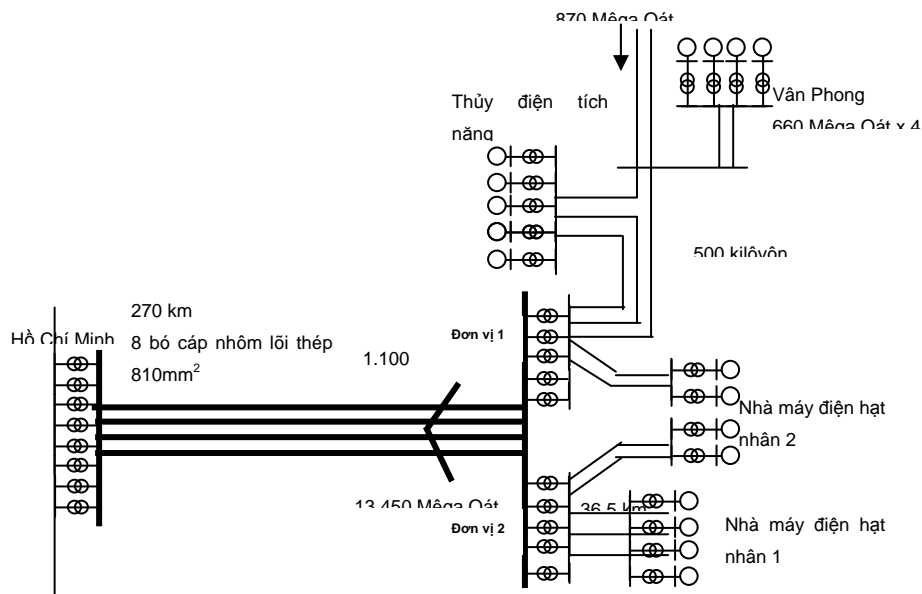 870 Mêga Oát
Vân Phong
660 Mêga Oát x 4
Thủy điện tích
năng
500 kilôvôn
270 km
Hồ Chí Minh
8 bó cáp nhôm lõi thép
810mm²
1.100
Đơn vị 1
Nhà máy điện hạt
nhân 2
13.450 Mêga Oát
36.5 km
Đơn vị 2
Nhà máy điện hạt
nhân 1